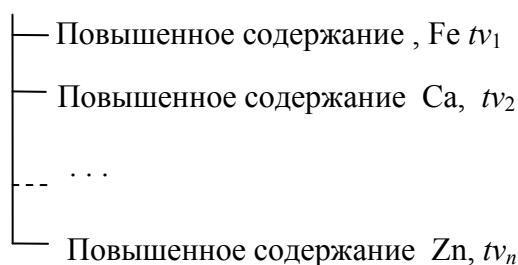 Повышенное содержание , Fe tv₁
Повышенное содержание Ca, tv₂
. . .
Повышенное содержание Zn, tvₙ